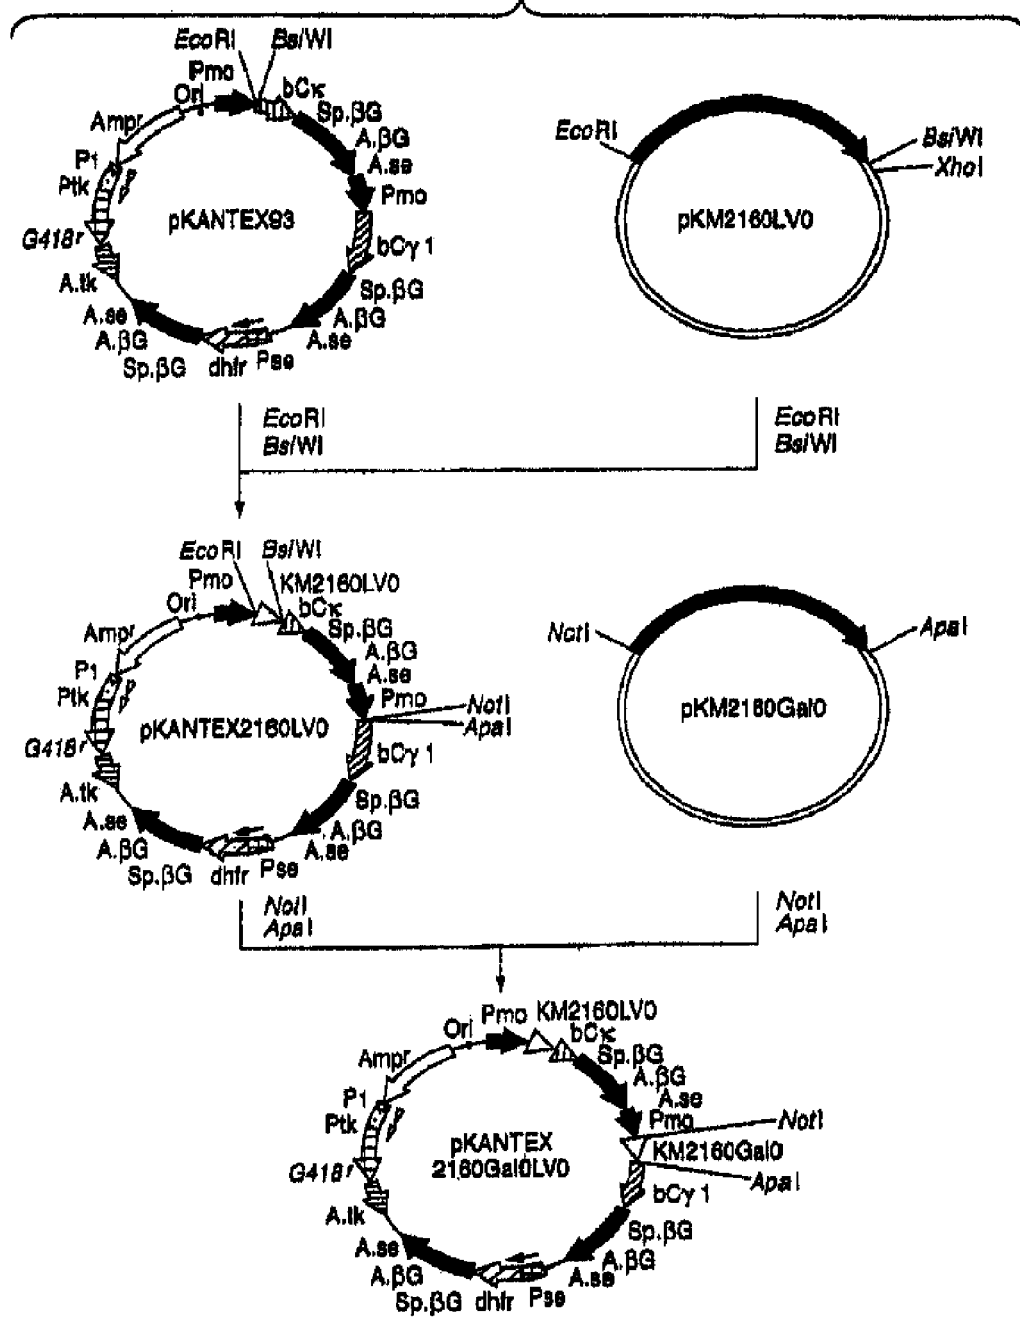 EcoRI BsiWI
Pmo
bCκ
Ori
Sp.βG
Ampr
A.βG
A.se
P1
Ptk
P
Pmo
pKANTEX93
G418r
bCγ1
A.tk
Sp.βG
A.se
A.βG
A.βG
A.se
Sp.βG dhfr Pse
EcoRI
BsiWI
XhoI
pKM2160LV0
EcoRI
BsiWI
EcoRI
BsiWI
EcoRI BsiWI
Pmo KM2160LV0
Ori
bCκ
Sp.βG
Ampr
A.βG
A.se
P1
Ptk
P
Pmo
NotI
ApaI
pKANTEX2160LV0
G418r
bCγ1
A.tk
Sp.βG
A.se
A.βG
A.βG
A.se
Sp.βG dhfr Pse
NotI
ApaI
pKM2160Gal0
NotI
ApaI
NotI
ApaI
Pmo KM2160LV0
Ori
bCκ
Sp.βG
Ampr
A.βG
A.se
P1
Ptk
P
Pmo
NotI
pKANTEX
2160Gal0LV0
KM2160Gal0
G418r
ApaI
bCγ1
A.tk
Sp.βG
A.se
A.βG
A.βG
A.se
Sp.βG dhfr Pse